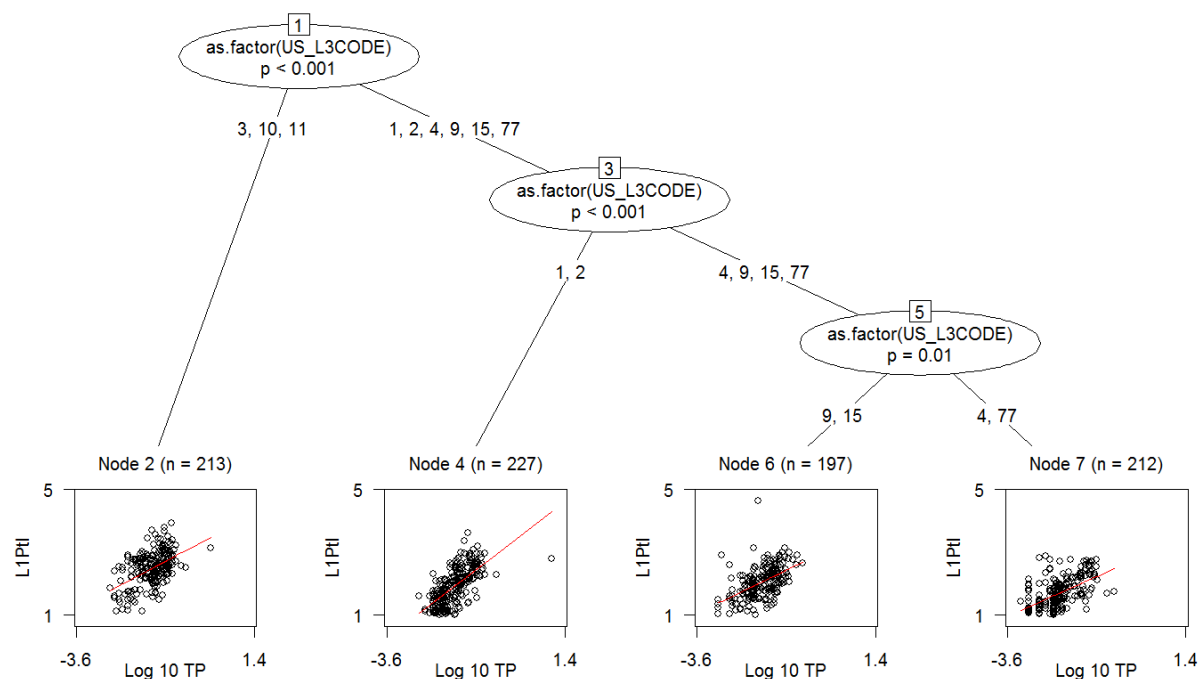 1
as.factor(US_L3CODE)
p < 0.001
3, 10, 11
1, 2, 4, 9, 15, 77
3
as.factor(US_L3CODE)
p < 0.001
1, 2
4, 9, 15, 77
5
as.factor(US_L3CODE)
p = 0.01
9, 15
4, 77
Node 2 (n = 213)
5
1
L1Ptl
-3.6
1.4
Log 10 TP
Node 4 (n = 227)
5
1
L1Ptl
-3.6
1.4
Log 10 TP
Node 6 (n = 197)
5
1
L1Ptl
-3.6
1.4
Log 10 TP
Node 7 (n = 212)
5
1
L1Ptl
-3.6
1.4
Log 10 TP